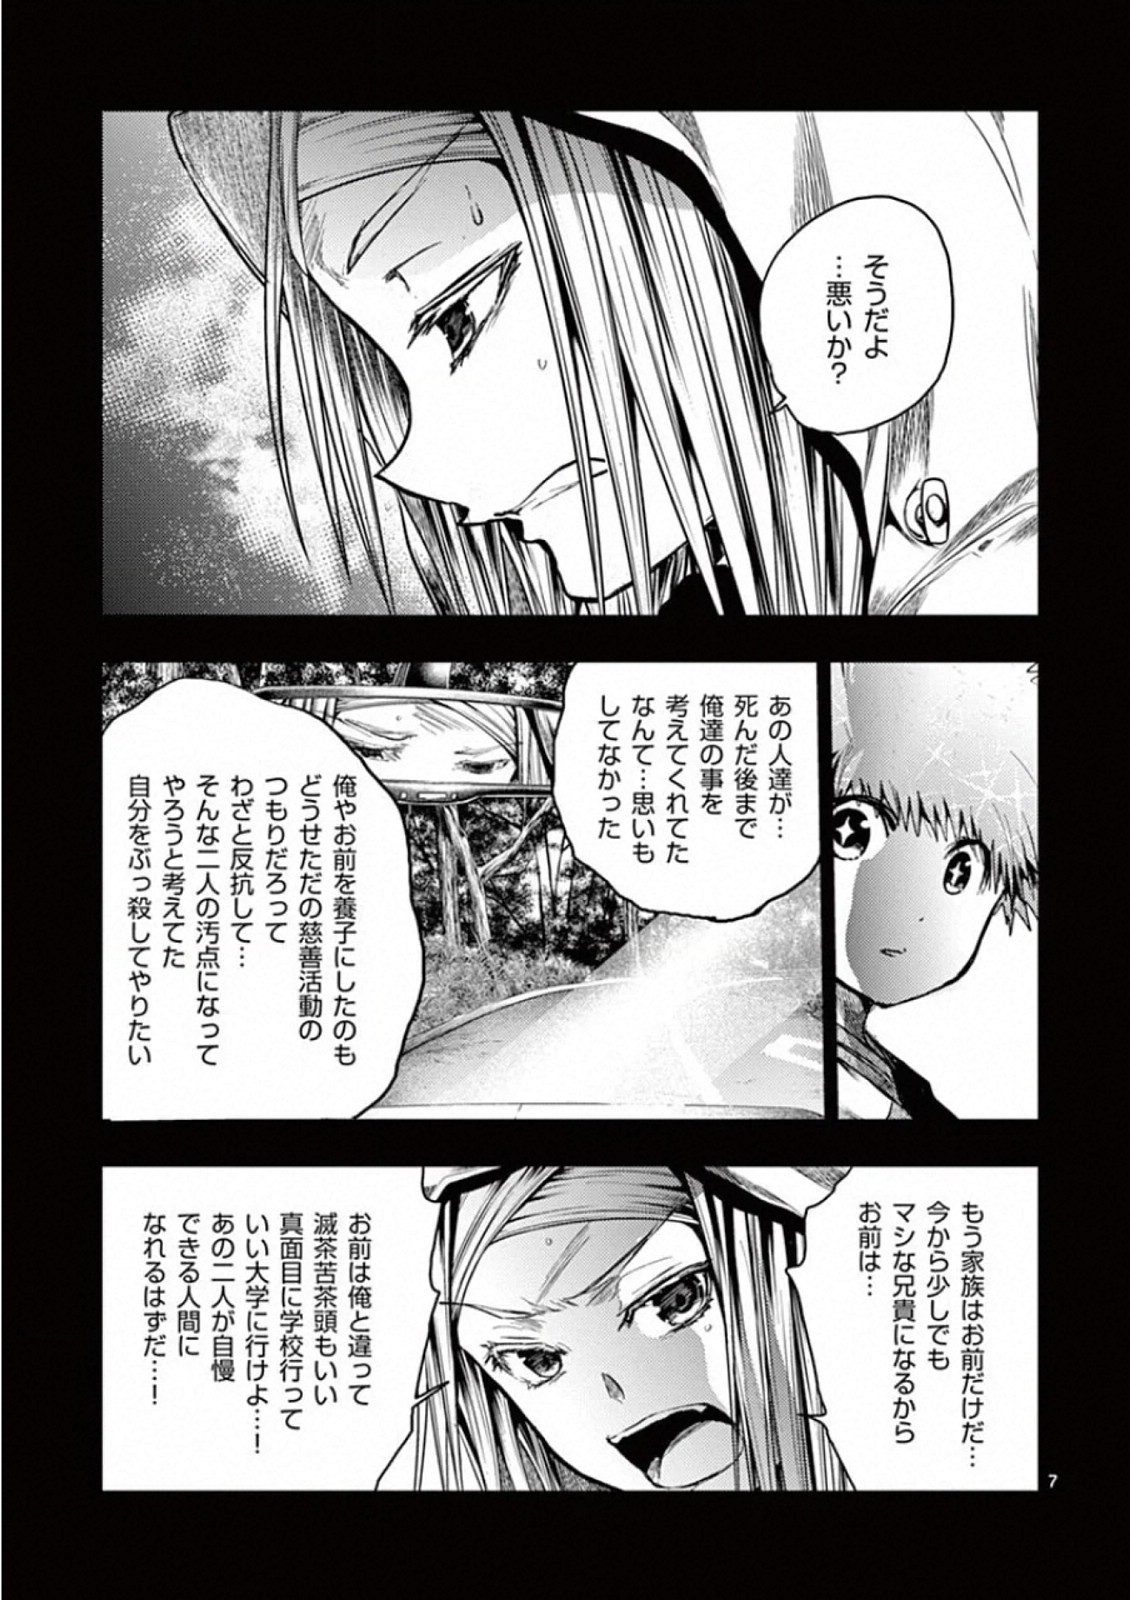 そうだよ
…悪いか？
あの人達が…
死んだ後まで
俺達の事を
考えてくれてた
なんて…思いも
してなかった
俺やお前を養子にしたのも
どうせただの慈善活動の
つもりだろって
わざと反抗して…
そんな二人の汚点になって
やろうと考えてた
自分をぶっ殺してやりたい
もう家族はお前だけだ…
今から少しでも
マシな兄貴になるから
お前は…
お前は俺と違って
滅茶苦茶頭もいい
真面目に学校行って
いい大学に行けよ…！
あの二人が自慢
できる人間に
なれるはずだ…！
7